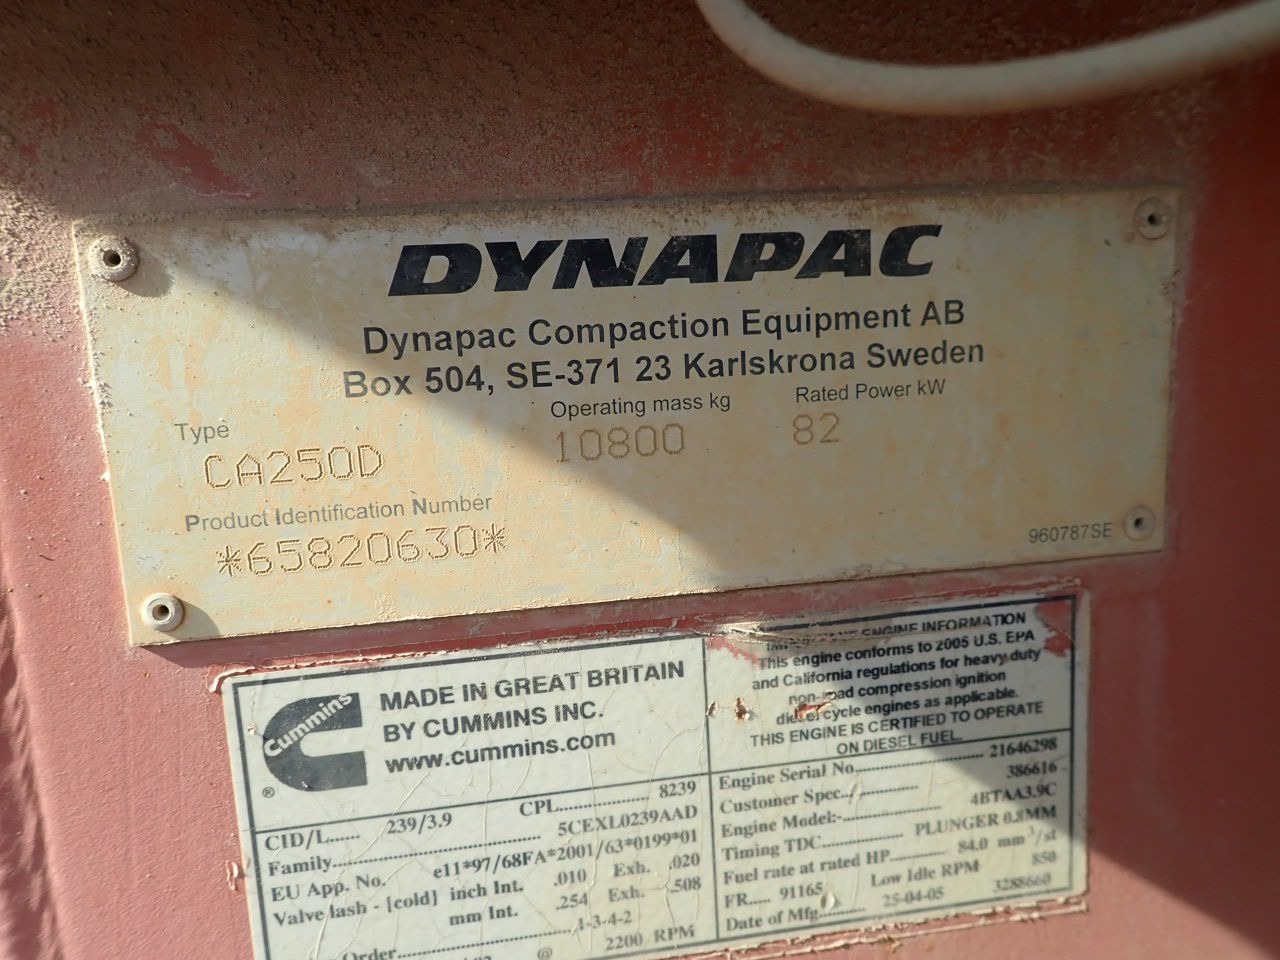 DYNAPAC
Dynapac Compaction Equipment AB
Box 504, SE-371 23 Karlskrona Sweden
Type
Operating mass kg
Rated Power kW
CA250D
10800
82
Product Identification Number
*65820630*
960787SE
Cummins
®
MADE IN GREAT BRITAIN
BY CUMMINS INC.
www.cummins.com
ENGINE INFORMATION
This engine conforms to 2005 U.S. EPA
and California regulations for heavy duty
non-road compression ignition
diesel cycle engines as applicable.
THIS ENGINE IS CERTIFIED TO OPERATE
ON DIESEL FUEL.
CID/L...... 239/3.9 CPL.................... 8239
Family.......................................... 5CEXL0239AAD
EU App. No. e11*97/68FA*2001/63*0199*01
Valve lash - [cold] inch Int. .010 Exh. .020
mm Int. .254 Exh. .508
Order.................................. 1-3-4-2
@ 2200 RPM
Engine Serial No.............................. 21646298
Customer Spec................... 386616
Engine Model:-........................ 4BTAA3.9C
Timing TDC................... PLUNGER 0.8MM
Fuel rate at rated HP............. 84.0 mm³/st
FR..... 91165 Low Idle RPM 850
Date of Mfg........... 25-04-05 3288660